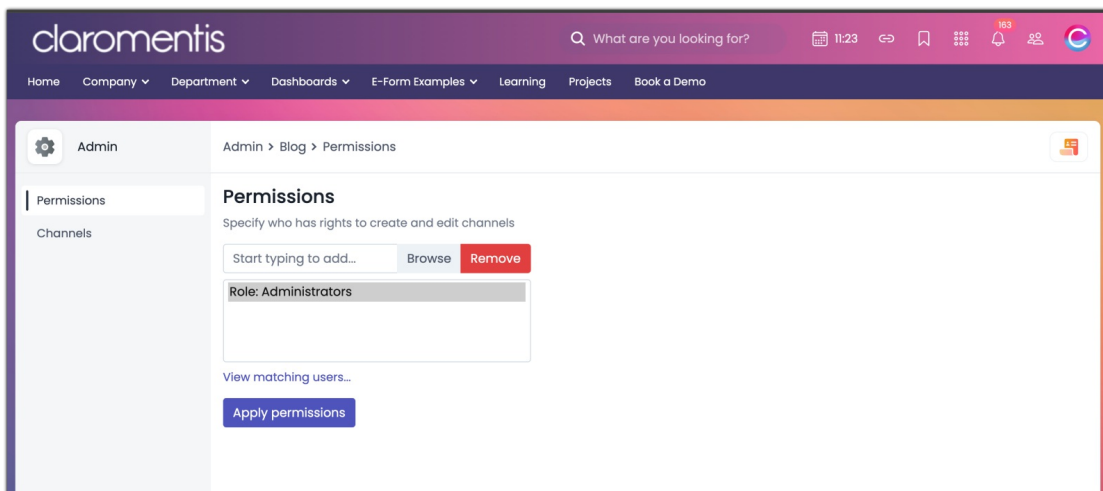 claromentis
What are you looking for?
11:23
163
Home Company Department Dashboards E-Form Examples Learning Projects Book a Demo
Admin
Admin > Blog > Permissions
Permissions
Channels
Permissions
Specify who has rights to create and edit channels
Start typing to add... Browse Remove
Role: Administrators
View matching users...
Apply permissions